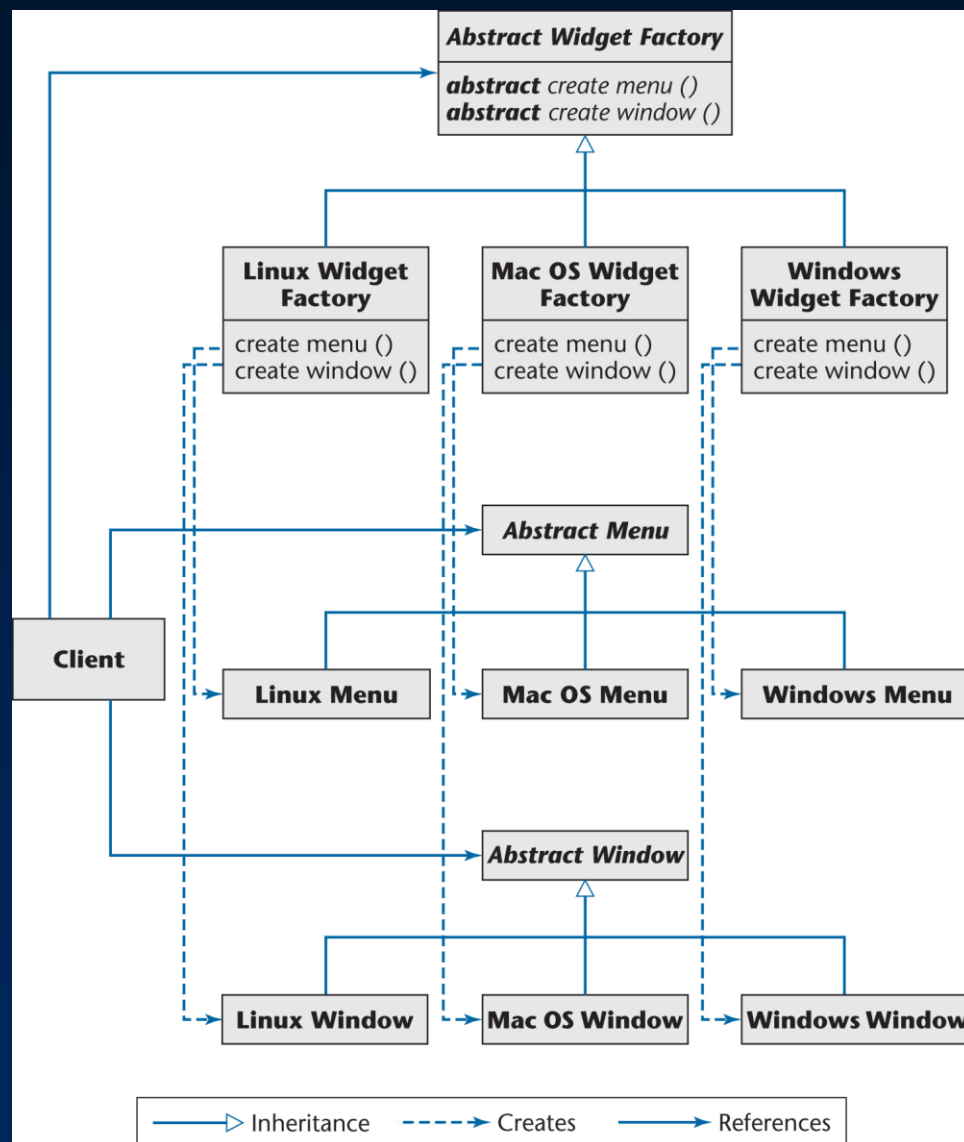 Abstract Widget Factory
abstract create menu ()
abstract create window ()
Linux Widget
Factory
create menu ()
create window ()
Mac OS Widget
Factory
create menu ()
create window ()
Windows
Widget Factory
create menu ()
create window ()
Abstract Menu
Client
Linux Menu
Mac OS Menu
Windows Menu
Abstract Window
Linux Window
Mac OS Window
Windows Window
Inheritance
Creates
References